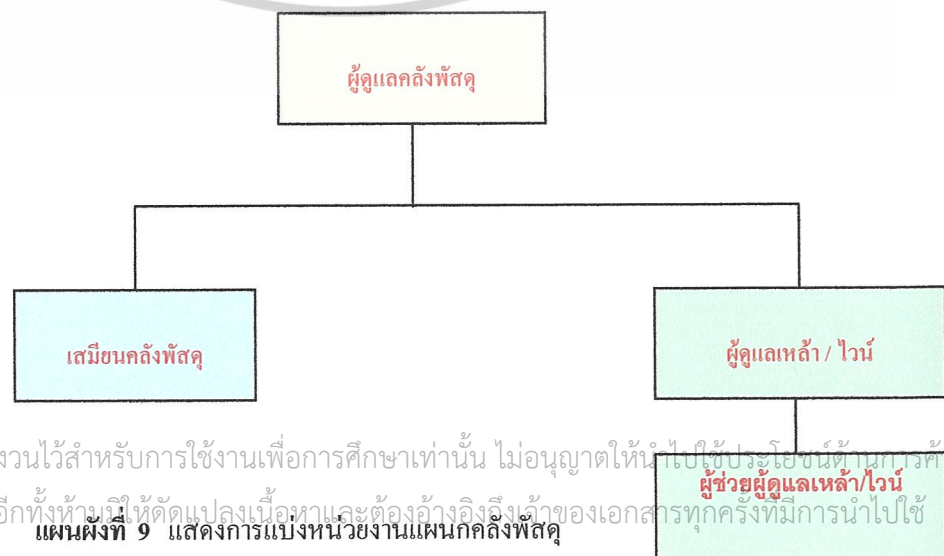 ผู้ดูแลคลังพัสดุ
เสมียนคลังพัสดุ
ผู้ดูแลเหล้า / ไวน์
งวนไว้สำหรับการใช้งานเพื่อการศึกษาเท่านั้น ไม่อนุญาตให้นำไปใช้ประโยชน์ด้านการค้
ผู้ช่วยผู้ดูแลเหล้า/ไวน์
อีกทั้งห้ามมิให้ดัดแปลงเนื้อหาและต้องอ้างอิงถึงเจ้าของเอกสารทุกครั้งที่มีการนำไปใช้
แผนผังที่ 9 แสดงการแบ่งหน่วยงานแผนกคลังพัสดุ